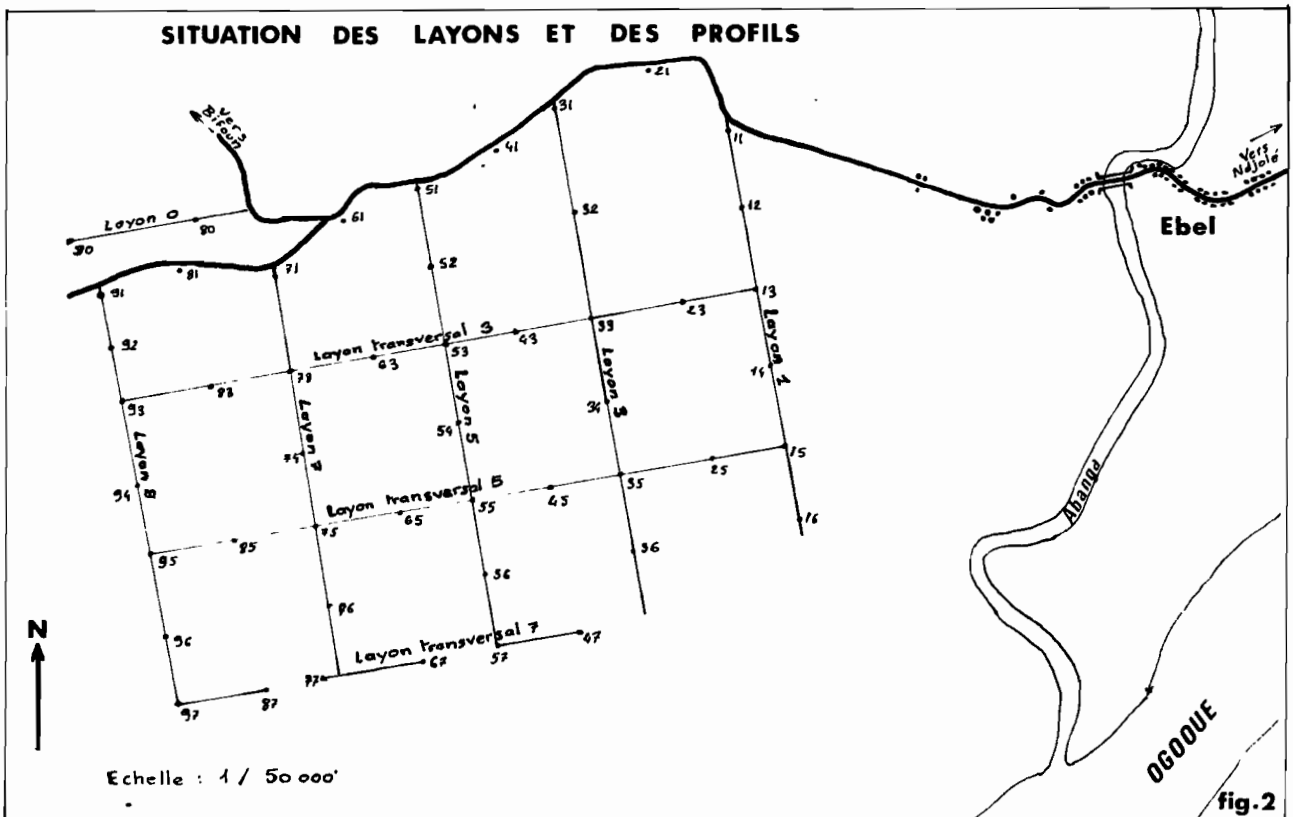 SITUATION DES LAYONS ET DES PROFILS
21
31
Vers Bifoun
11
41
Vers Ndjolé
51
12
32
Layon 0
80
61
Ebel
90
52
81
71
91
13
23
33
43
Layon transversal 3
53
63
92
73
83
93
Layon 1
14
Layon 3
34
Layon 5
54
Layon 7
74
Layon 9
94
15
25
35
45
Layon transversal 5
55
65
75
85
95
Abanga
16
36
56
76
96
N
Layon transversal 7
47
57
67
77
87
97
OGOOUE
Echelle : 1 / 50 000
fig.2